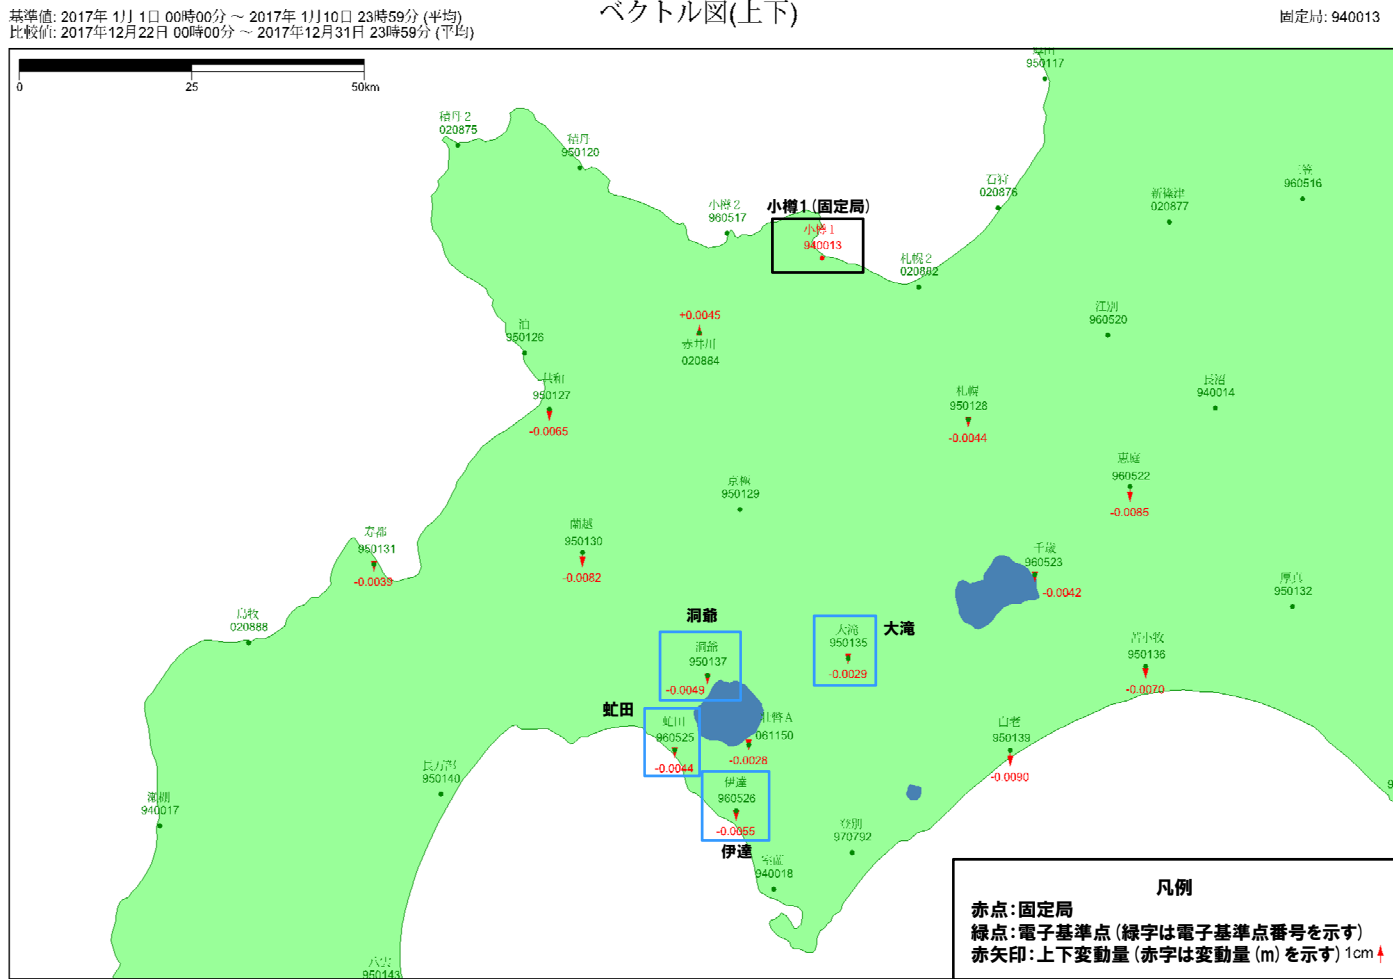 ベクトル図(上下)
基準値: 2017年 1月 1日 00時00分 ～ 2017年 1月10日 23時59分 (平均)
比較値: 2017年12月22日 00時00分 ～ 2017年12月31日 23時59分 (平均)
固定局: 940013
0 25 50km
950117
積丹2
020875
積丹
950120
三笠
960516
石狩
020876
新篠津
020877
小樽2
960517
小樽1(固定局)
小樽1
940013
札幌2
020882
+0.0045
赤井川
020884
江別
960520
泊
950126
共和
950127
-0.0065
長沼
940014
札幌
950128
-0.0044
恵庭
960522
-0.0085
京極
950129
蘭越
950130
-0.0082
寿都
950131
-0.0039
千歳
960523
-0.0042
厚真
950132
島牧
020888
洞爺
洞爺
950137
-0.0049
大滝
大滝
950135
-0.0029
苫小牧
950136
-0.0070
虻田
虻田
960525
-0.0044
壮瞥A
061150
-0.0028
白老
950139
-0.0090
長万部
950140
伊達
960526
-0.0055
伊達
瀬棚
940017
登別
970792
室蘭
940018
八雲
950143
凡例
赤点:固定局
緑点:電子基準点(緑字は電子基準点番号を示す)
赤矢印:上下変動量(赤字は変動量(m)を示す) 1cm